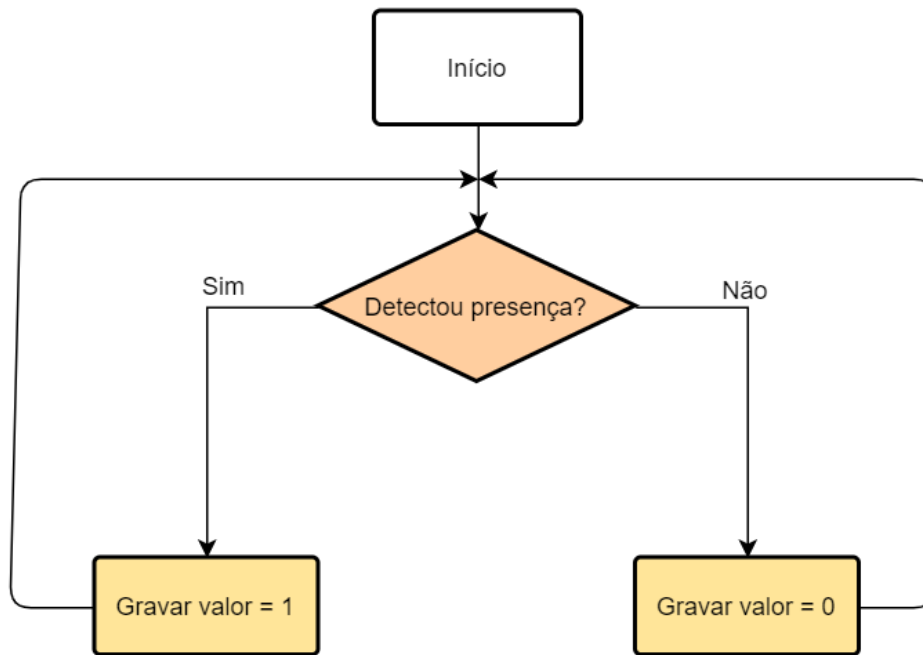 Início
Sim
Não
Detectou presença?
Gravar valor = 1
Gravar valor = 0